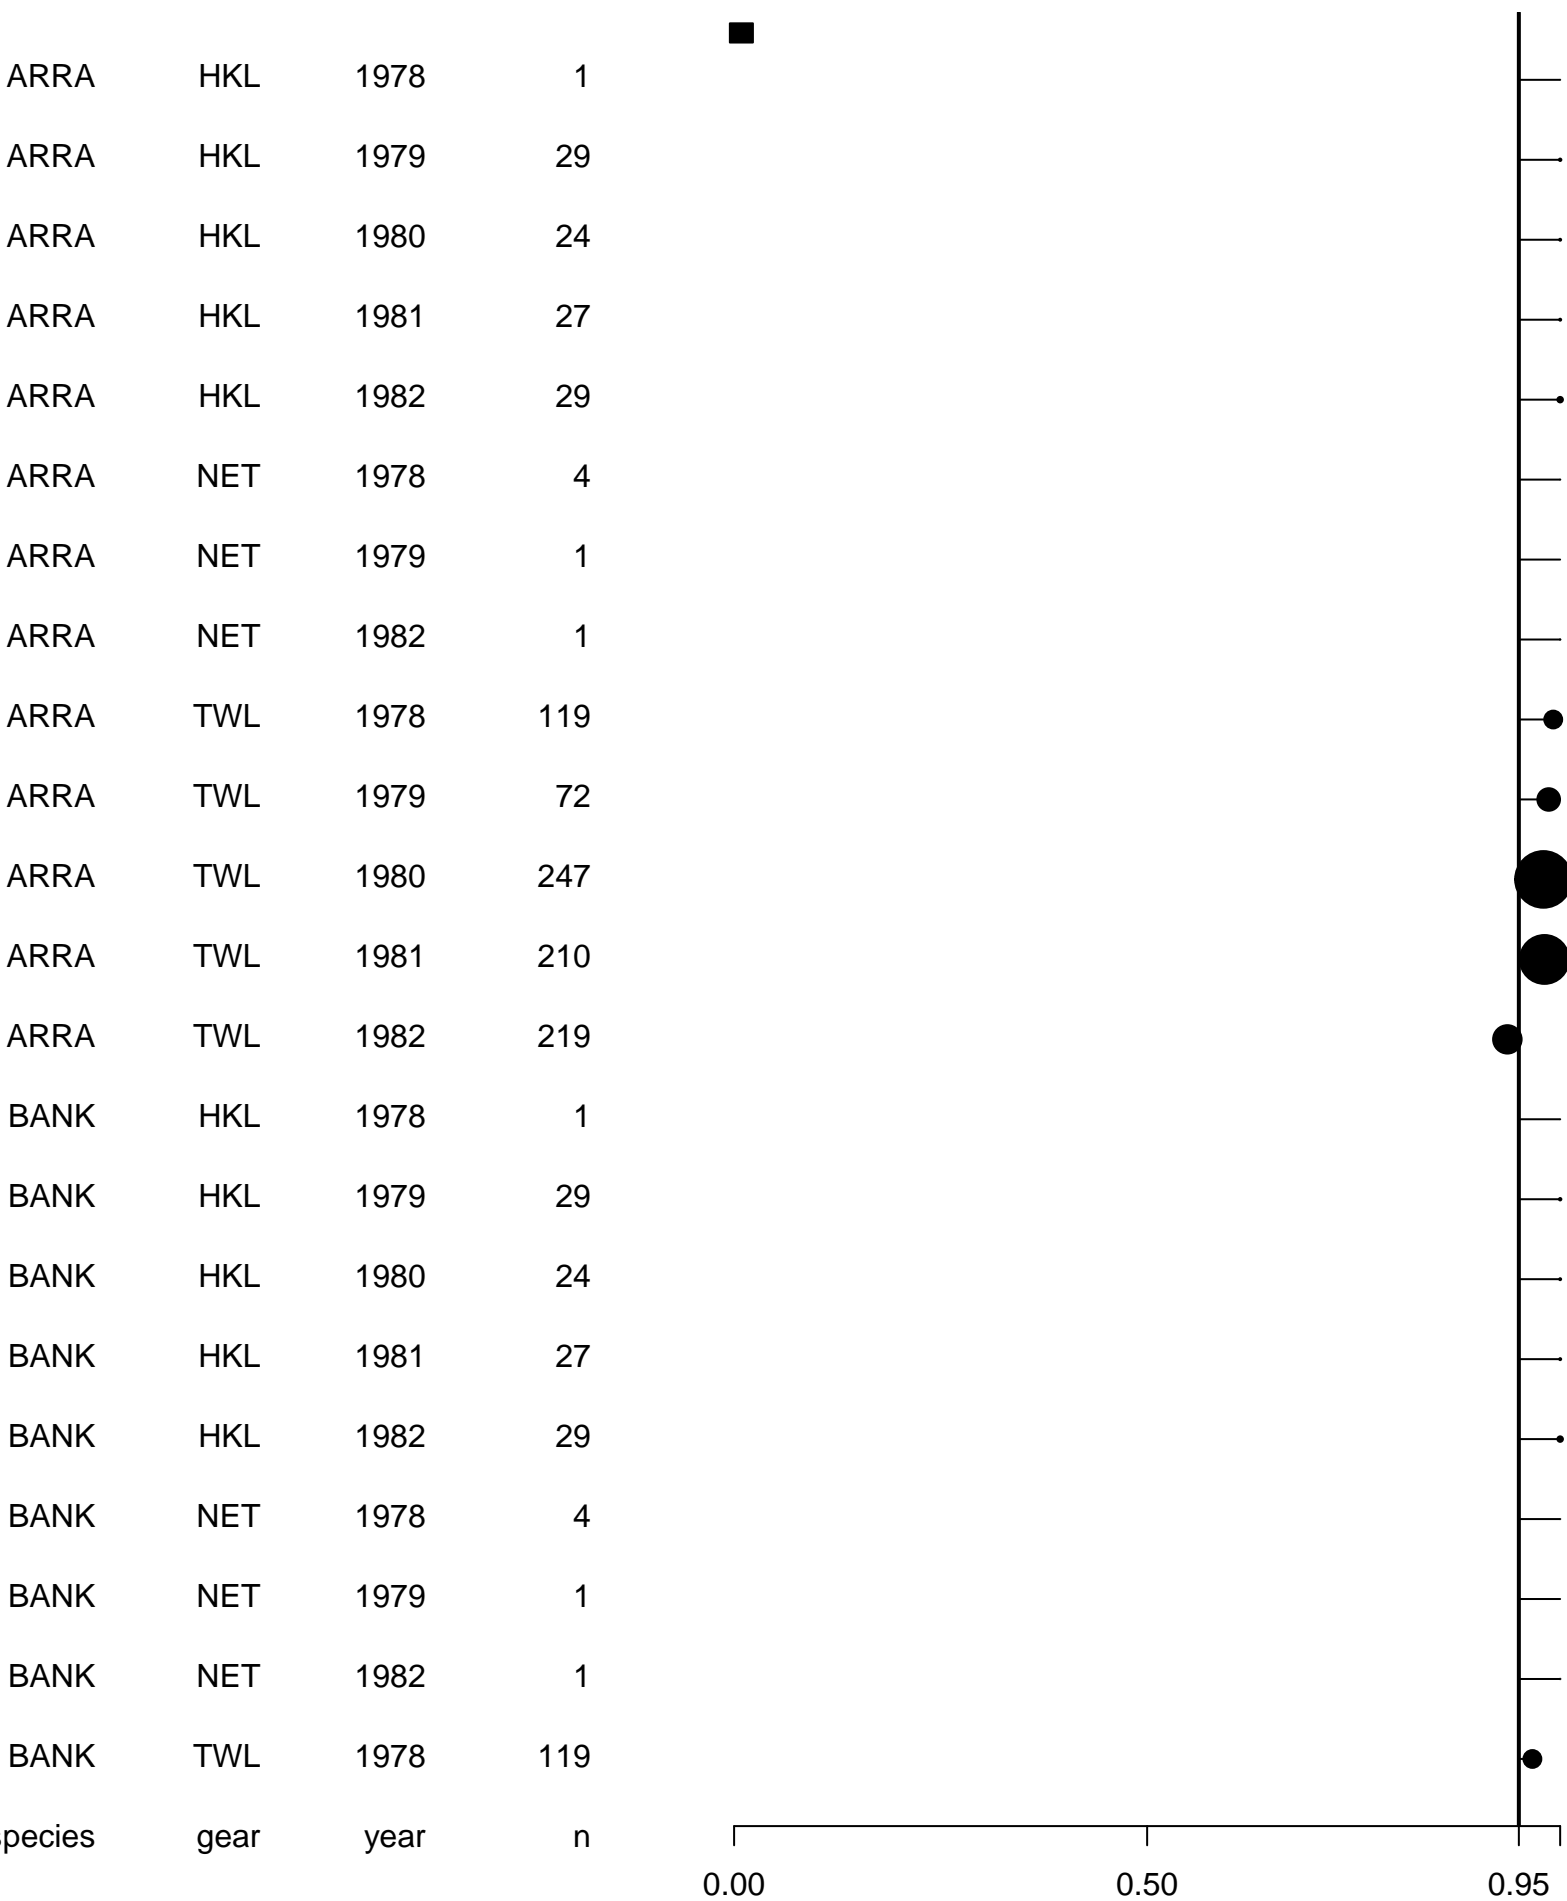 ARRA HKL 1978 1
ARRA HKL 1979 29
ARRA HKL 1980 24
ARRA HKL 1981 27
ARRA HKL 1982 29
ARRA NET 1978 4
ARRA NET 1979 1
ARRA NET 1982 1
ARRA TWL 1978 119
ARRA TWL 1979 72
ARRA TWL 1980 247
ARRA TWL 1981 210
ARRA TWL 1982 219
BANK HKL 1978 1
BANK HKL 1979 29
BANK HKL 1980 24
BANK HKL 1981 27
BANK HKL 1982 29
BANK NET 1978 4
BANK NET 1979 1
BANK NET 1982 1
BANK TWL 1978 119
pecies gear year n
0.00 0.50 0.95